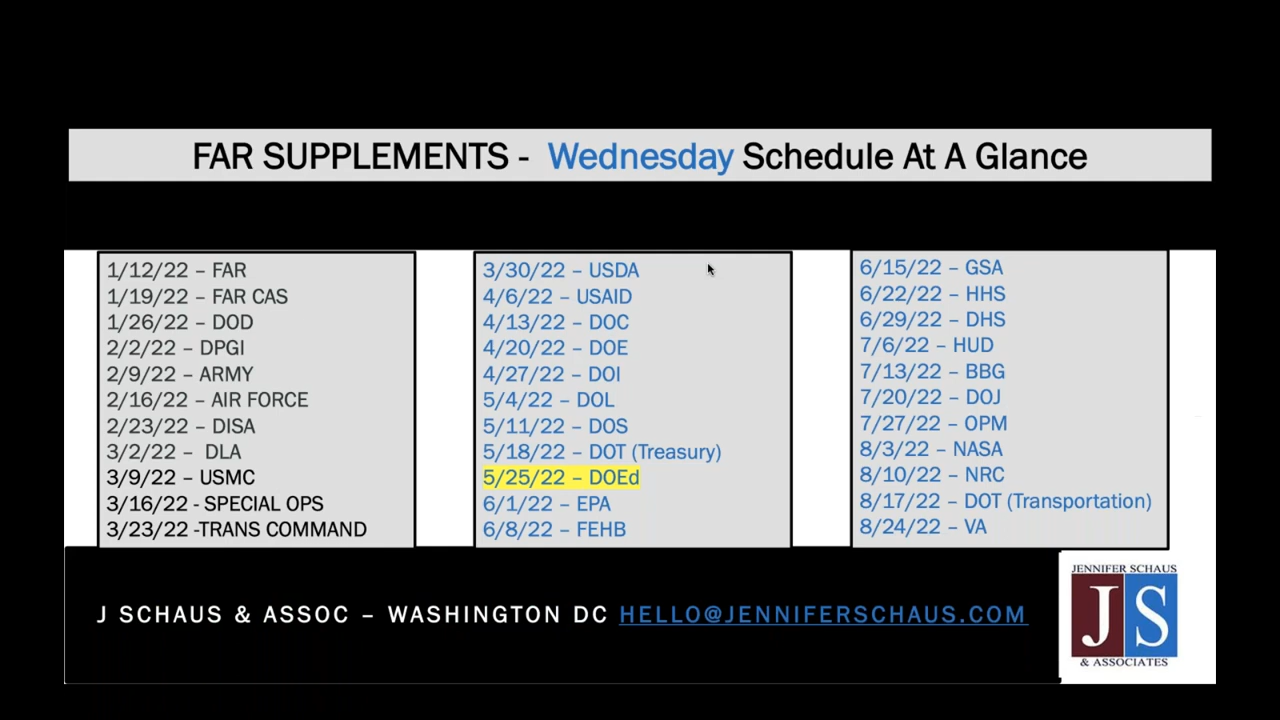 FAR SUPPLEMENTS - Wednesday Schedule At A Glance
1/12/22 – FAR
1/19/22 – FAR CAS
1/26/22 – DOD
2/2/22 – DPGI
2/9/22 – ARMY
2/16/22 – AIR FORCE
2/23/22 – DISA
3/2/22 – DLA
3/9/22 – USMC
3/16/22 - SPECIAL OPS
3/23/22 -TRANS COMMAND
3/30/22 – USDA
4/6/22 – USAID
4/13/22 – DOC
4/20/22 – DOE
4/27/22 – DOI
5/4/22 – DOL
5/11/22 – DOS
5/18/22 – DOT (Treasury)
5/25/22 – DOEd
6/1/22 – EPA
6/8/22 – FEHB
6/15/22 – GSA
6/22/22 – HHS
6/29/22 – DHS
7/6/22 – HUD
7/13/22 – BBG
7/20/22 – DOJ
7/27/22 – OPM
8/3/22 – NASA
8/10/22 – NRC
8/17/22 – DOT (Transportation)
8/24/22 – VA
J SCHAUS & ASSOC – WASHINGTON DC HELLO@JENNIFERSCHAUS.COM
JENNIFER SCHAUS
JS
& ASSOCIATES